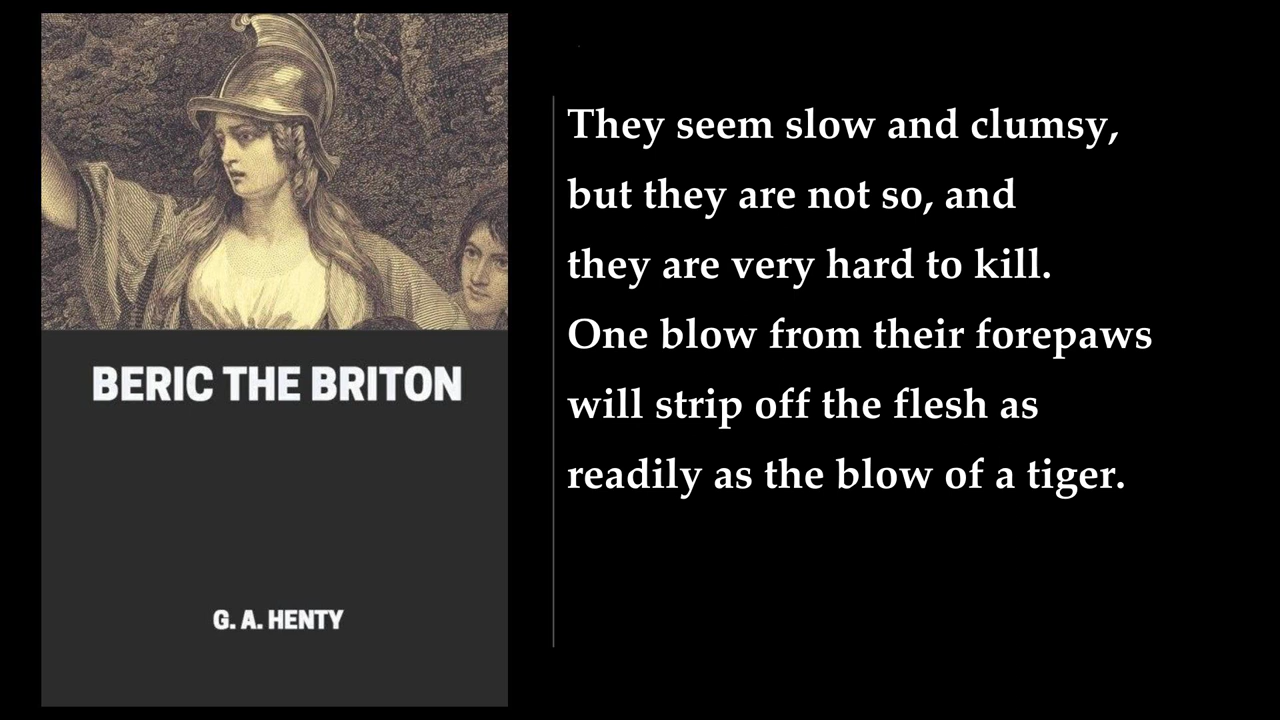 BERIC THE BRITON
G. A. HENTY
They seem slow and clumsy,
but they are not so, and
they are very hard to kill.
One blow from their forepaws
will strip off the flesh as
readily as the blow of a tiger.